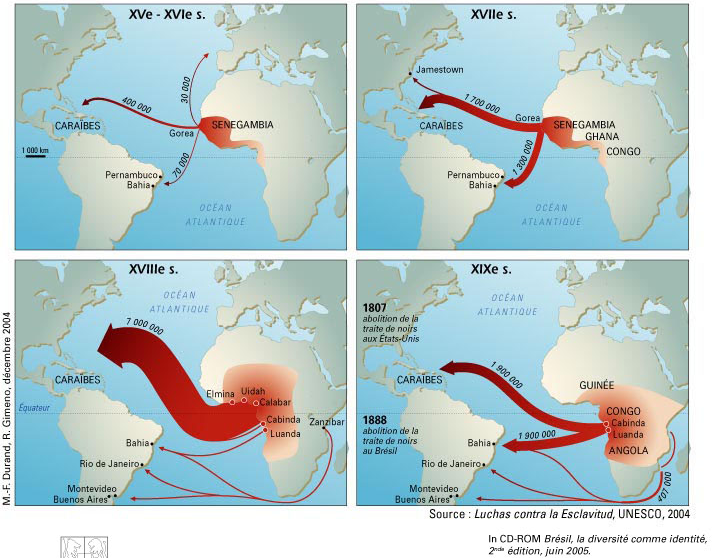 XVe - XVIe s.
30 000
400 000
CARAÏBES
SENEGAMBIA
Gorea
1 000 km
70 000
Pernambuco
Bahia
OCÉAN
ATLANTIQUE
XVIIe s.
Jamestown
1 700 000
CARAÏBES
Gorea
SENEGAMBIA
GHANA
CONGO
1 300 000
Pernambuco
Bahia
OCÉAN
ATLANTIQUE
XVIIIe s.
OCÉAN
ATLANTIQUE
7 000 000
CARAÏBES
Elmina
Uidah
Calabar
Équateur
Cabinda
Luanda
Zanzibar
Bahia
Rio de Janeiro
Montevideo
Buenos Aires
XIXe s.
OCÉAN
ATLANTIQUE
1807
abolition de la
traite de noirs
aux États-Unis
1 900 000
CARAÏBES
GUINÉE
CONGO
Cabinda
Luanda
ANGOLA
1888
abolition de la
traite de noirs
au Brésil
1 900 000
Bahia
Rio de Janeiro
Montevideo
Buenos Aires
401 000
M.-F. Durand, R. Gimeno, décembre 2004
Source : Luchas contra la Esclavitud, UNESCO, 2004
In CD-ROM Brésil, la diversité comme identité,
2nde édition, juin 2005.